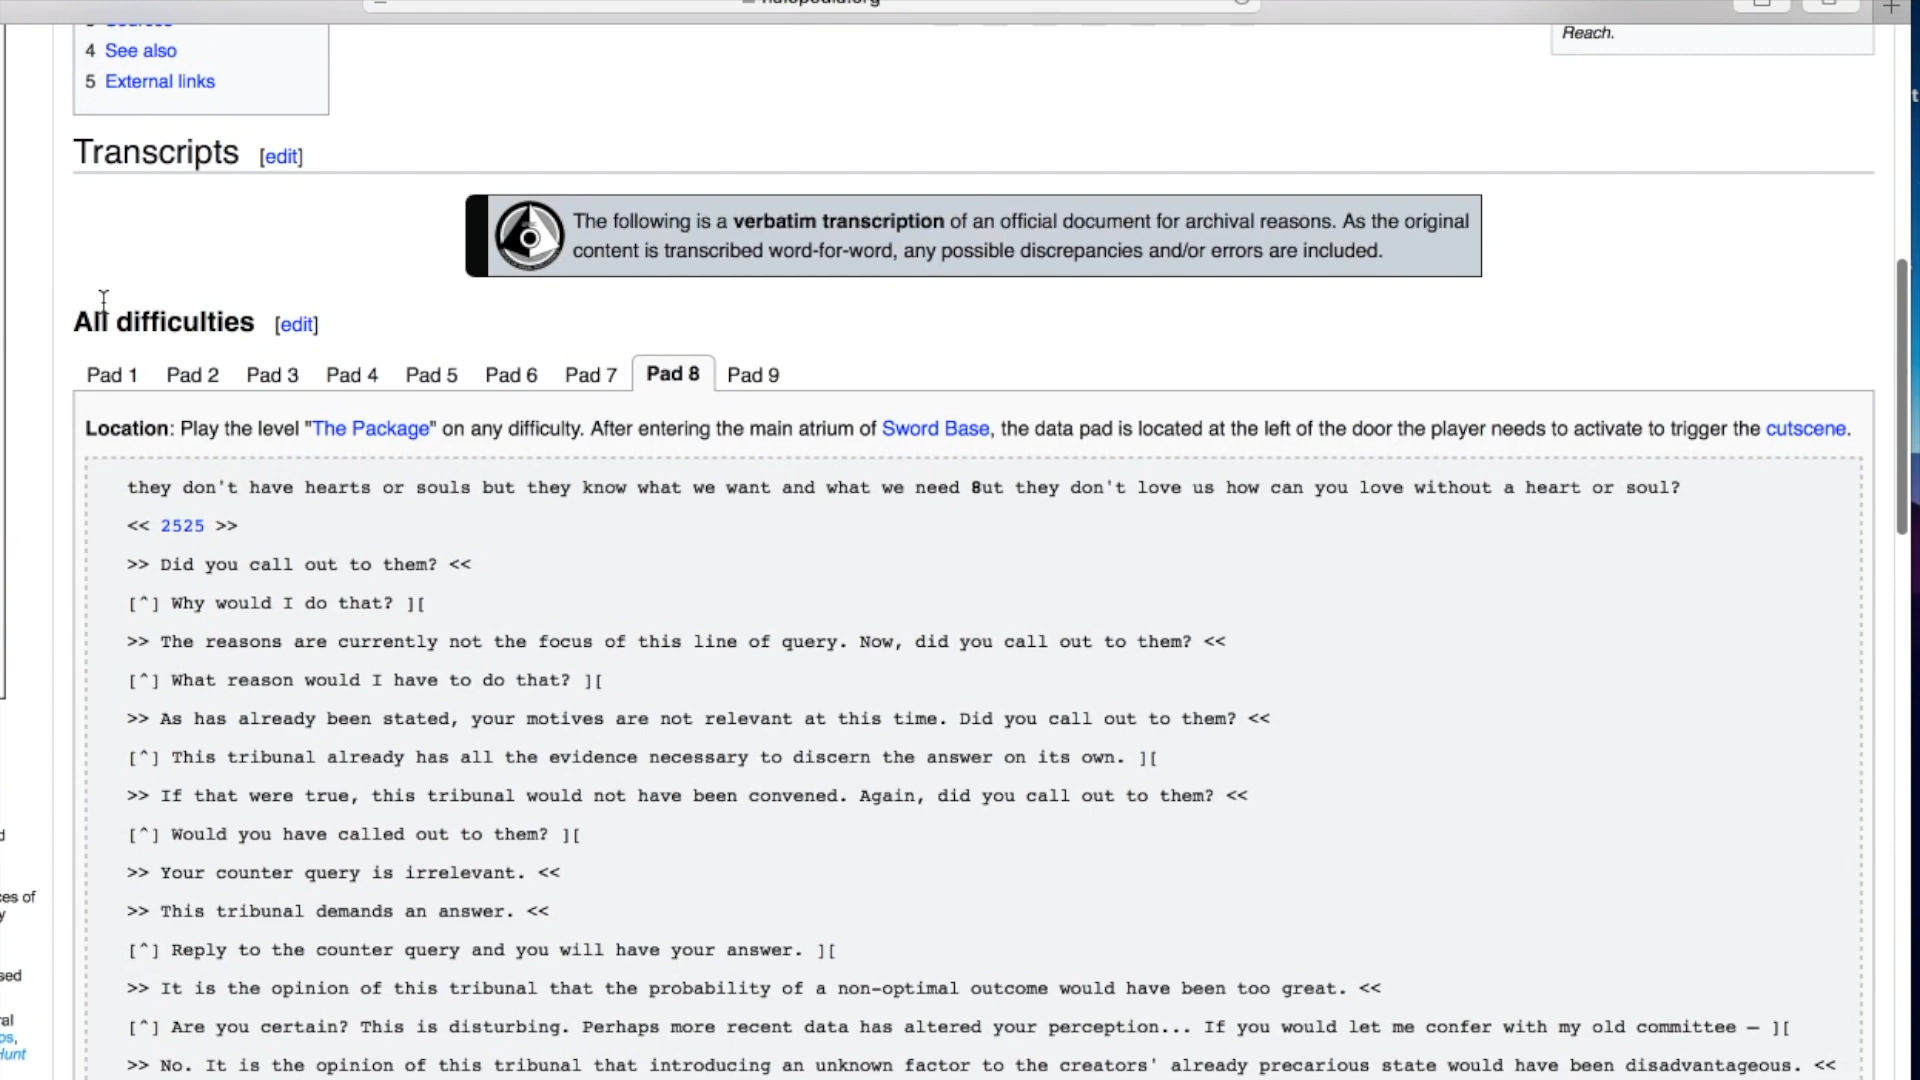 Reach.
4 See also
5 External links
Transcripts [edit]
The following is a verbatim transcription of an official document for archival reasons. As the original
content is transcribed word-for-word, any possible discrepancies and/or errors are included.
All difficulties [edit]
Pad 1 Pad 2 Pad 3 Pad 4 Pad 5 Pad 6 Pad 7 Pad 8 Pad 9
Location: Play the level "The Package" on any difficulty. After entering the main atrium of Sword Base, the data pad is located at the left of the door the player needs to activate to trigger the cutscene.
they don't have hearts or souls but they know what we want and what we need 8ut they don't love us how can you love without a heart or soul?
<< 2525 >>
>> Did you call out to them? <<
[^] Why would I do that? ][
>> The reasons are currently not the focus of this line of query. Now, did you call out to them? <<
[^] What reason would I have to do that? ][
>> As has already been stated, your motives are not relevant at this time. Did you call out to them? <<
[^] This tribunal already has all the evidence necessary to discern the answer on its own. ][
>> If that were true, this tribunal would not have been convened. Again, did you call out to them? <<
[^] Would you have called out to them? ][
>> Your counter query is irrelevant. <<
>> This tribunal demands an answer. <<
[^] Reply to the counter query and you will have your answer. ][
>> It is the opinion of this tribunal that the probability of a non-optimal outcome would have been too great. <<
[^] Are you certain? This is disturbing. Perhaps more recent data has altered your perception... If you would let me confer with my old committee — ][
>> No. It is the opinion of this tribunal that introducing an unknown factor to the creators' already precarious state would have been disadvantageous. <<